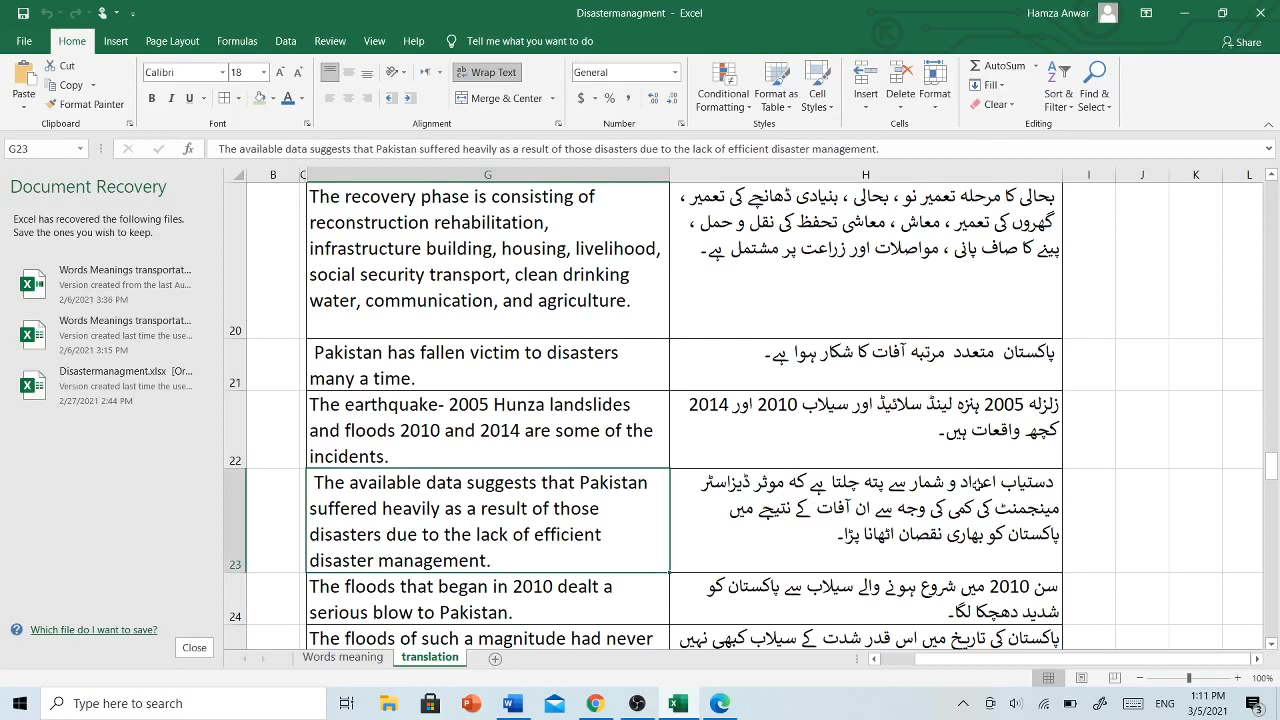 Disastermanagment - Excel
Hamza Anwar
File Home Insert Page Layout Formulas Data Review View Help Tell me what you want to do Share
Paste Cut Copy Format Painter Clipboard
Calibri 18 B I U Font
Wrap Text Merge & Center Alignment
General $ % , Number
Conditional Formatting Format as Table Cell Styles Styles
Insert Delete Format Cells
AutoSum Fill Clear Sort & Filter Find & Select Editing
G23
The available data suggests that Pakistan suffered heavily as a result of those disasters due to the lack of efficient disaster management.
Document Recovery
Excel has recovered the following files.
Save the ones you wish to keep.
Words Meanings transportat...
Version created from the last Au...
2/6/2021 3:36 PM
Words Meanings transportat...
Version created last time the use...
2/6/2021 3:15 PM
Disastermanagment.xlsx [Or...
Version created last time the use...
2/27/2021 2:44 PM
Which file do I want to save?
Close
B C G H I J K L
20
The recovery phase is consisting of
reconstruction rehabilitation,
infrastructure building, housing, livelihood,
social security transport, clean drinking
water, communication, and agriculture.
بحالی کا مرحلہ تعمیر نو ، بحالی ، بنیادی ڈھانچے کی تعمیر ،
گھروں کی تعمیر ، معاش ، معاشی تحفظ کی نقل و حمل ،
پینے کا صاف پانی ، مواصلات اور زراعت پر مشتمل ہے۔
21
Pakistan has fallen victim to disasters
many a time.
پاکستان متعدد مرتبہ آفات کا شکار ہوا ہے۔
22
The earthquake- 2005 Hunza landslides
and floods 2010 and 2014 are some of the
incidents.
زلزلہ 2005 ہنزہ لینڈ سلائیڈ اور سیلاب 2010 اور 2014
کچھ واقعات ہیں۔
23
The available data suggests that Pakistan
suffered heavily as a result of those
disasters due to the lack of efficient
disaster management.
دستیاب اعداد و شمار سے پتہ چلتا ہے کہ موثر ڈیزاسٹر
مینجمنٹ کی کمی کی وجہ سے ان آفات کے نتیجے میں
پاکستان کو بھاری نقصان اٹھانا پڑا۔
24
The floods that began in 2010 dealt a
serious blow to Pakistan.
سن 2010 میں شروع ہونے والے سیلاب سے پاکستان کو
شدید دھچکا لگا۔
The floods of such a magnitude had never
پاکستان کی تاریخ میں اس قدر شدت کے سیلاب کبھی نہیں
Words meaning translation
100%
Type here to search
ENG
1:11 PM
3/5/2021
3